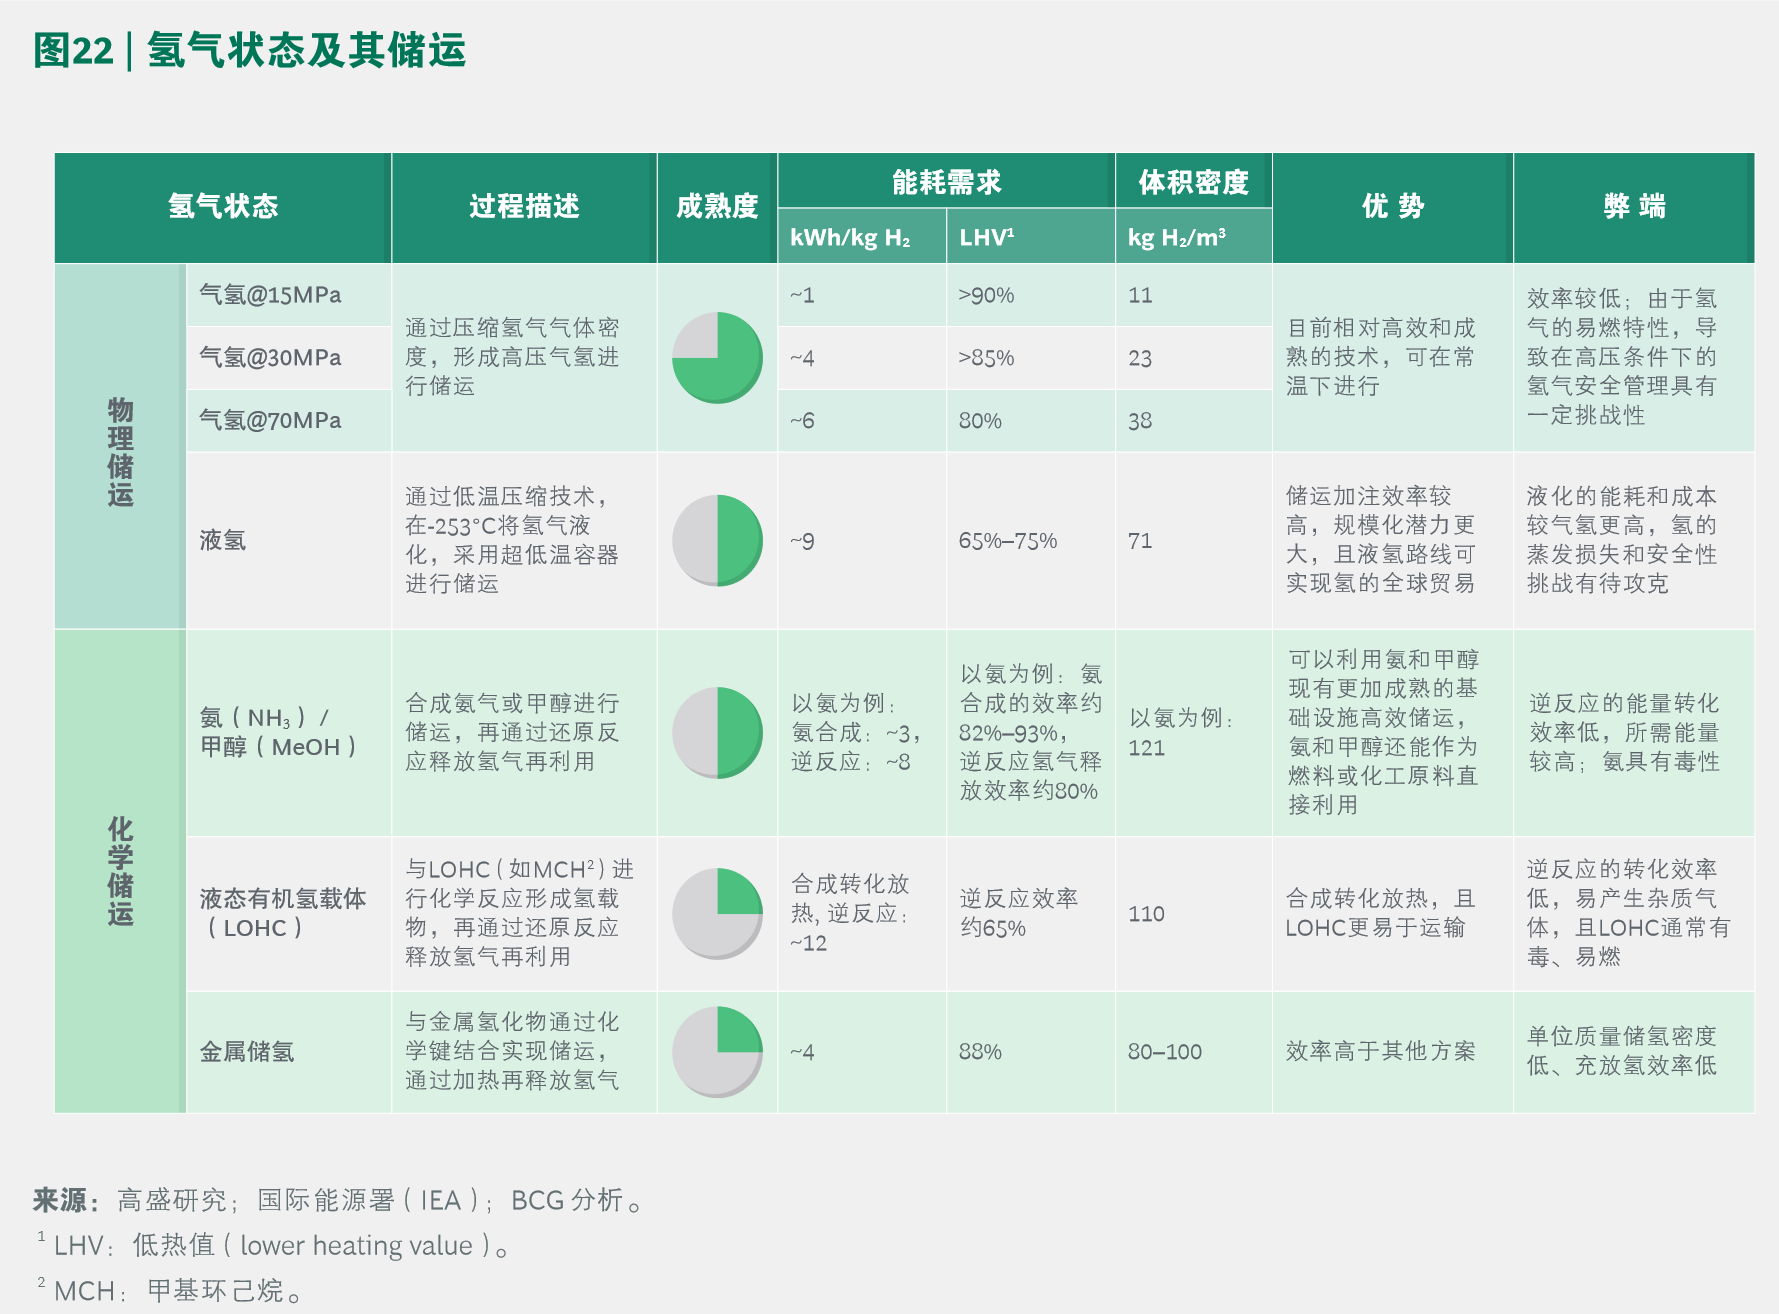 图22 | 氢气状态及其储运
氢气状态
过程描述
成熟度
能耗需求
体积密度
优 势
弊 端
kWh/kg H₂
LHV¹
kg H₂/m³
物理储运
气氢@15MPa
气氢@30MPa
气氢@70MPa
通过压缩氢气气体密
度，形成高压气氢进
行储运
~1
>90%
11
~4
>85%
23
~6
80%
38
目前相对高效和成
熟的技术，可在常
温下进行
效率较低；由于氢
气的易燃特性，导
致在高压条件下的
氢气安全管理具有
一定挑战性
液氢
通过低温压缩技术，
在-253°C将氢气液
化，采用超低温容器
进行储运
~9
65%–75%
71
储运加注效率较
高，规模化潜力更
大，且液氢路线可
实现氢的全球贸易
液化的能耗和成本
较气氢更高，氢的
蒸发损失和安全性
挑战有待攻克
化学储运
氨（NH₃）/
甲醇（MeOH）
合成氨气或甲醇进行
储运，再通过还原反
应释放氢气再利用
以氨为例：
氨合成：~3，
逆反应：~8
以氨为例：氨
合成的效率约
82%–93%，
逆反应氢气释
放效率约80%
以氨为例：
121
可以利用氨和甲醇
现有更加成熟的基
础设施高效储运，
氨和甲醇还能作为
燃料或化工原料直
接利用
逆反应的能量转化
效率低，所需能量
较高；氨具有毒性
液态有机氢载体
（LOHC）
与LOHC（如MCH²）进
行化学反应形成氢载
物，再通过还原反应
释放氢气再利用
合成转化放
热, 逆反应：
~12
逆反应效率
约65%
110
合成转化放热，且
LOHC更易于运输
逆反应的转化效率
低，易产生杂质气
体，且LOHC通常有
毒、易燃
金属储氢
与金属氢化物通过化
学键结合实现储运，
通过加热再释放氢气
~4
88%
80–100
效率高于其他方案
单位质量储氢密度
低、充放氢效率低
来源：高盛研究；国际能源署（IEA）；BCG 分析。
¹ LHV：低热值（lower heating value）。
² MCH：甲基环己烷。